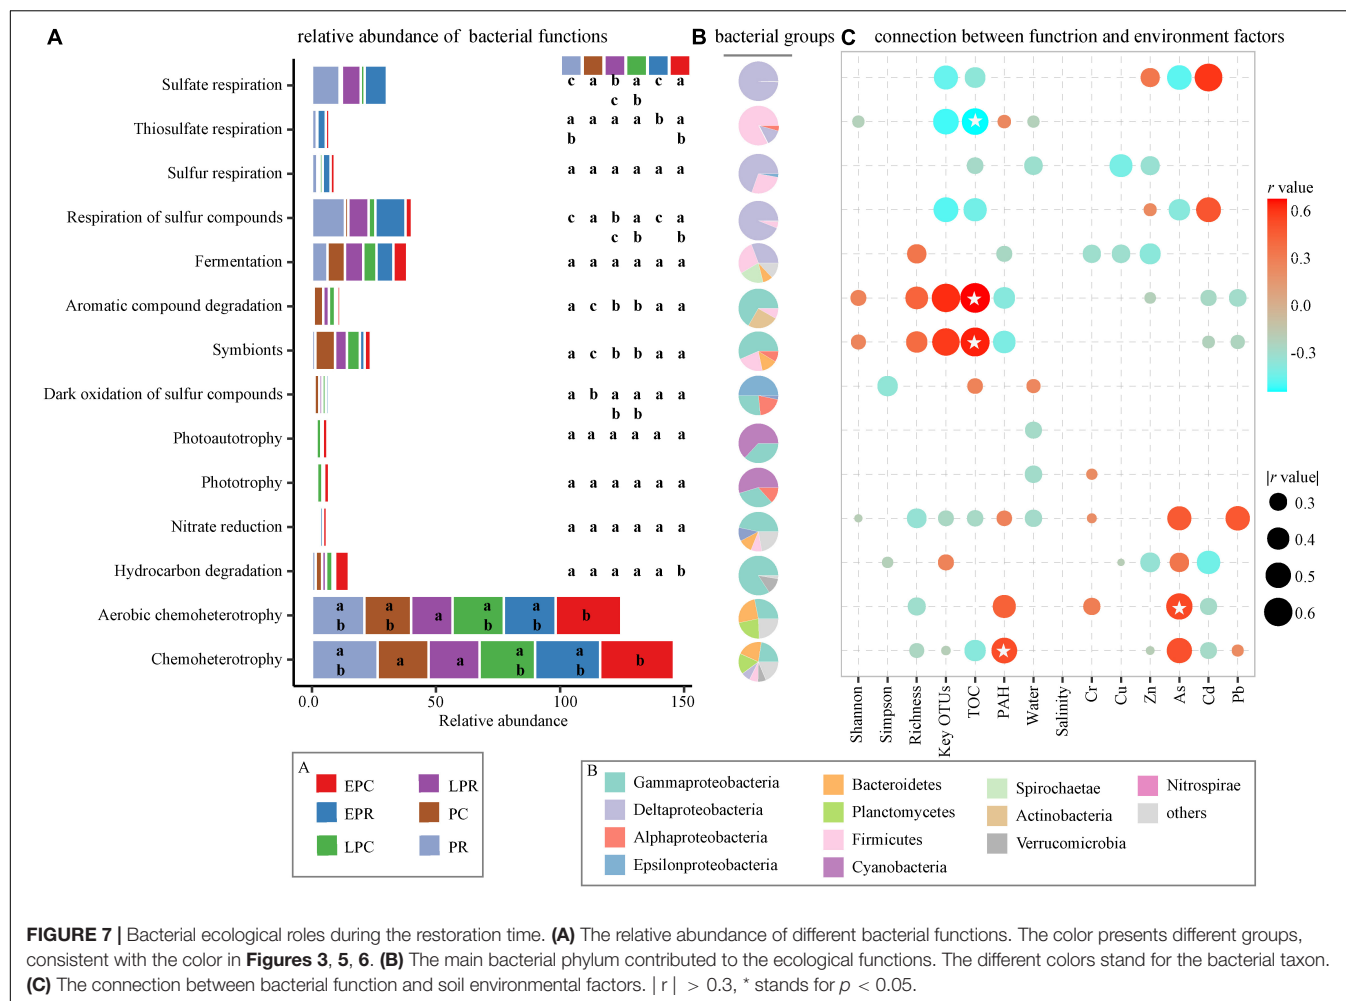 A relative abundance of bacterial functions B bacterial groups C connection between functrion and environment factors
Sulfate respiration c a b a c a
c b
Thiosulfate respiration a a a a b a
b b
Sulfur respiration a a a a a a
Respiration of sulfur compounds c a b a c a
c b b
Fermentation a a a a a a
Aromatic compound degradation a c b b a a
Symbionts a c b b a a
Dark oxidation of sulfur compounds a b a a a a
b b
Photoautotrophy a a a a a a
Phototrophy a a a a a a
Nitrate reduction a a a a a a
Hydrocarbon degradation a a a a a b
Aerobic chemoheterotrophy a a a a a b
b b b b
Chemoheterotrophy a a a a a b
b b b
0.0 50 100 150
Relative abundance
r value
0.6
0.3
0.0
-0.3
|r value|
0.3
0.4
0.5
0.6
Shannon
Simpson
Richness
Key OTUs
TOC
PAH
Water
Salinity
Cr
Cu
Zn
As
Cd
Pb
A
EPC LPR
EPR PC
LPC PR
B
Gammaproteobacteria Bacteroidetes Spirochaetae Nitrospirae
Deltaproteobacteria Planctomycetes Actinobacteria others
Alphaproteobacteria Firmicutes Verrucomicrobia
Epsilonproteobacteria Cyanobacteria
FIGURE 7 | Bacterial ecological roles during the restoration time. (A) The relative abundance of different bacterial functions. The color presents different groups,
consistent with the color in Figures 3, 5, 6. (B) The main bacterial phylum contributed to the ecological functions. The different colors stand for the bacterial taxon.
(C) The connection between bacterial function and soil environmental factors. | r | > 0.3, * stands for p < 0.05.